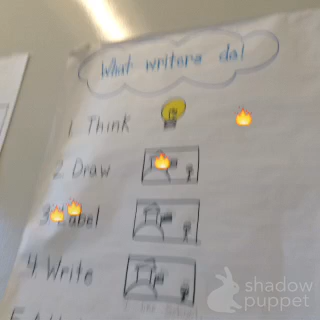 What writers do!
1. Think
2. Draw
3. Label
4. Write
shadow
puppet